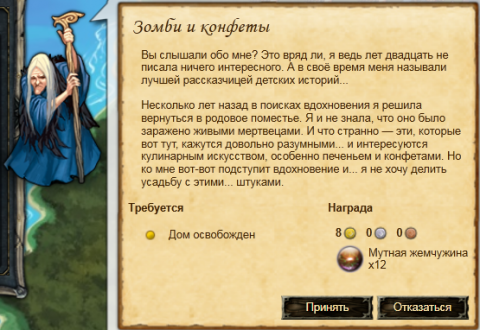 Зомби и конфеты
Вы слышали обо мне? Это вряд ли, я ведь лет двадцать не
писала ничего интересного. А в своё время меня называли
лучшей рассказчицей детских историй...
Несколько лет назад в поисках вдохновения я решила
вернуться в родовое поместье. Я и не знала, что оно было
заражено живыми мертвецами. И что странно — эти, которые
вот тут, кажутся довольно разумными... и интересуются
кулинарным искусством, особенно печеньем и конфетами. Но
ко мне вот-вот подступит вдохновение и... я не хочу делить
усадьбу с этими... штуками.
Требуется
Награда
Дом освобожден
8 0 0
Мутная жемчужина
x12
Принять
Отказаться